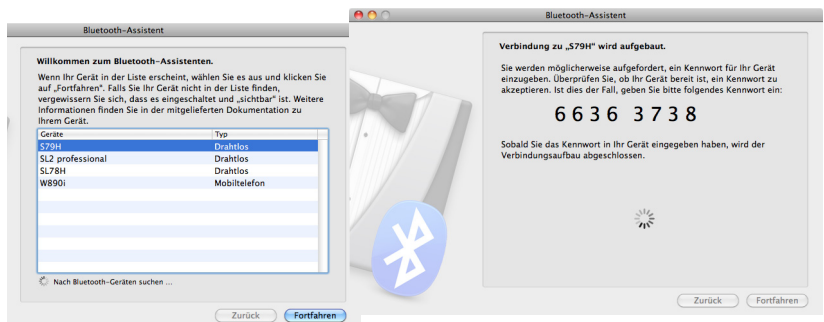 Bluetooth-Assistent
Willkommen zum Bluetooth-Assistenten.
Wenn Ihr Gerät in der Liste erscheint, wählen Sie es aus und klicken Sie
auf „Fortfahren“. Falls Sie Ihr Gerät nicht in der Liste finden,
vergewissern Sie sich, dass es eingeschaltet und „sichtbar“ ist. Weitere
Informationen finden Sie in der mitgelieferten Dokumentation zu
Ihrem Gerät.
Geräte Typ
S79H Drahtlos
SL2 professional Drahtlos
SL78H Drahtlos
W890i Mobiltelefon
Nach Bluetooth-Geräten suchen ...
Zurück Fortfahren
Bluetooth-Assistent
Verbindung zu „S79H“ wird aufgebaut.
Sie werden möglicherweise aufgefordert, ein Kennwort für Ihr Gerät
einzugeben. Überprüfen Sie, ob Ihr Gerät bereit ist, ein Kennwort zu
akzeptieren. Ist dies der Fall, geben Sie bitte folgendes Kennwort ein:
6636 3738
Sobald Sie das Kennwort in Ihr Gerät eingegeben haben, wird der
Verbindungsaufbau abgeschlossen.
Zurück Fortfahren